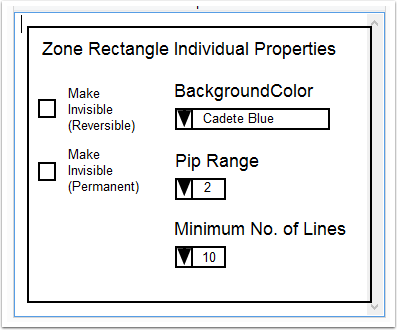 Zone Rectangle Individual Properties
Make
Invisible
(Reversible)
Make
Invisible
(Permanent)
BackgroundColor
Cadete Blue
Pip Range
2
Minimum No. of Lines
10